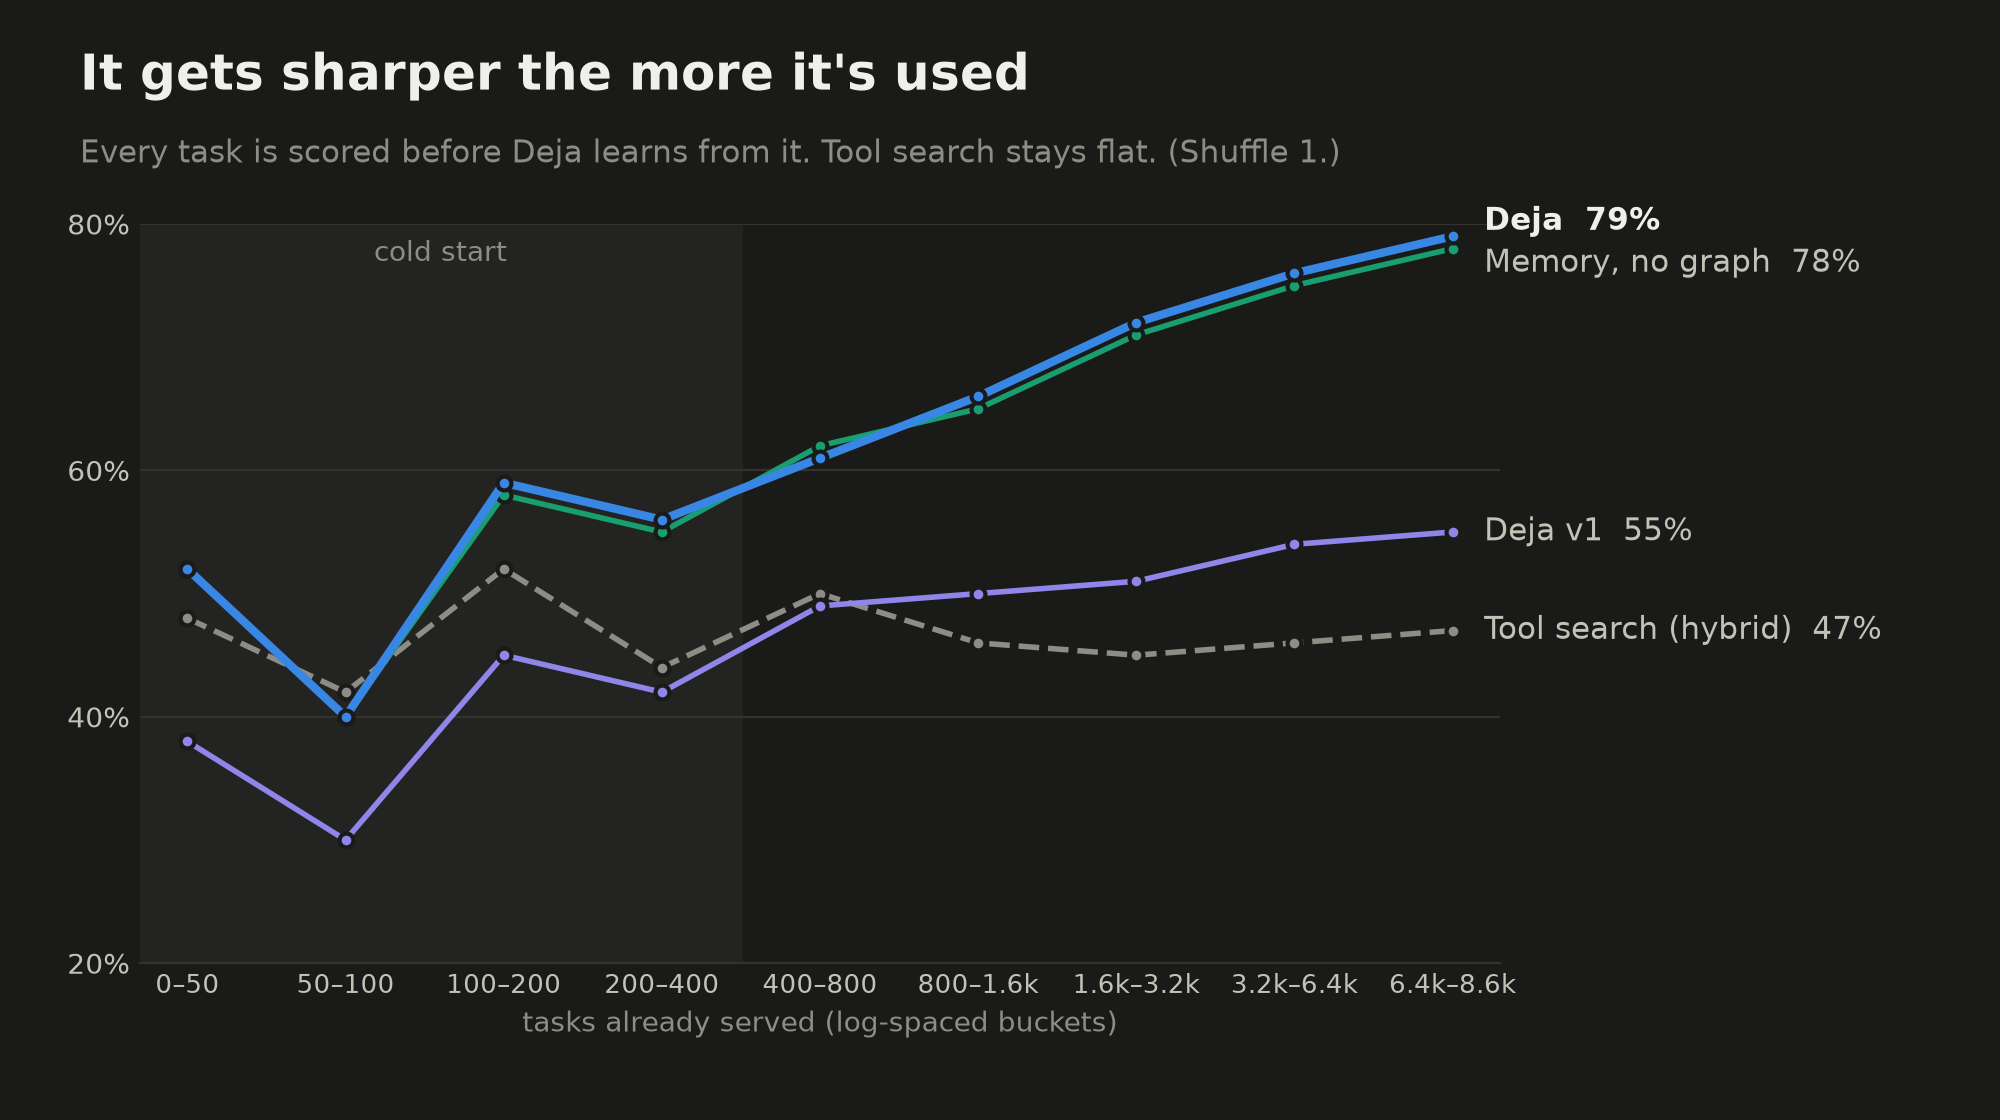 It gets sharper the more it's used
Every task is scored before Deja learns from it. Tool search stays flat. (Shuffle 1.)
80%
cold start
Deja 79%
Memory, no graph 78%
60%
Deja v1 55%
Tool search (hybrid) 47%
40%
20%
0–50 50–100 100–200 200–400 400–800 800–1.6k 1.6k–3.2k 3.2k–6.4k 6.4k–8.6k
tasks already served (log-spaced buckets)